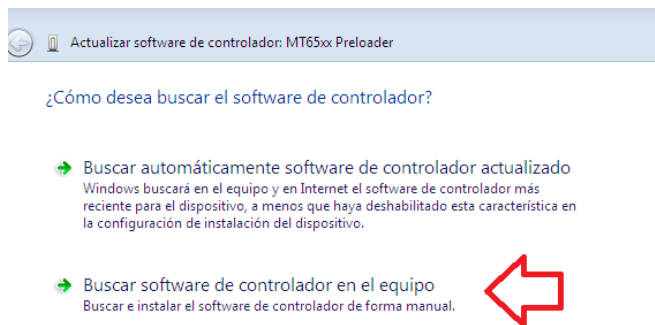 Actualizar software de controlador: MT65xx Preloader
¿Cómo desea buscar el software de controlador?
Buscar automáticamente software de controlador actualizado
Windows buscará en el equipo y en Internet el software de controlador más
reciente para el dispositivo, a menos que haya deshabilitado esta característica en
la configuración de instalación del dispositivo.
Buscar software de controlador en el equipo
Buscar e instalar el software de controlador de forma manual.